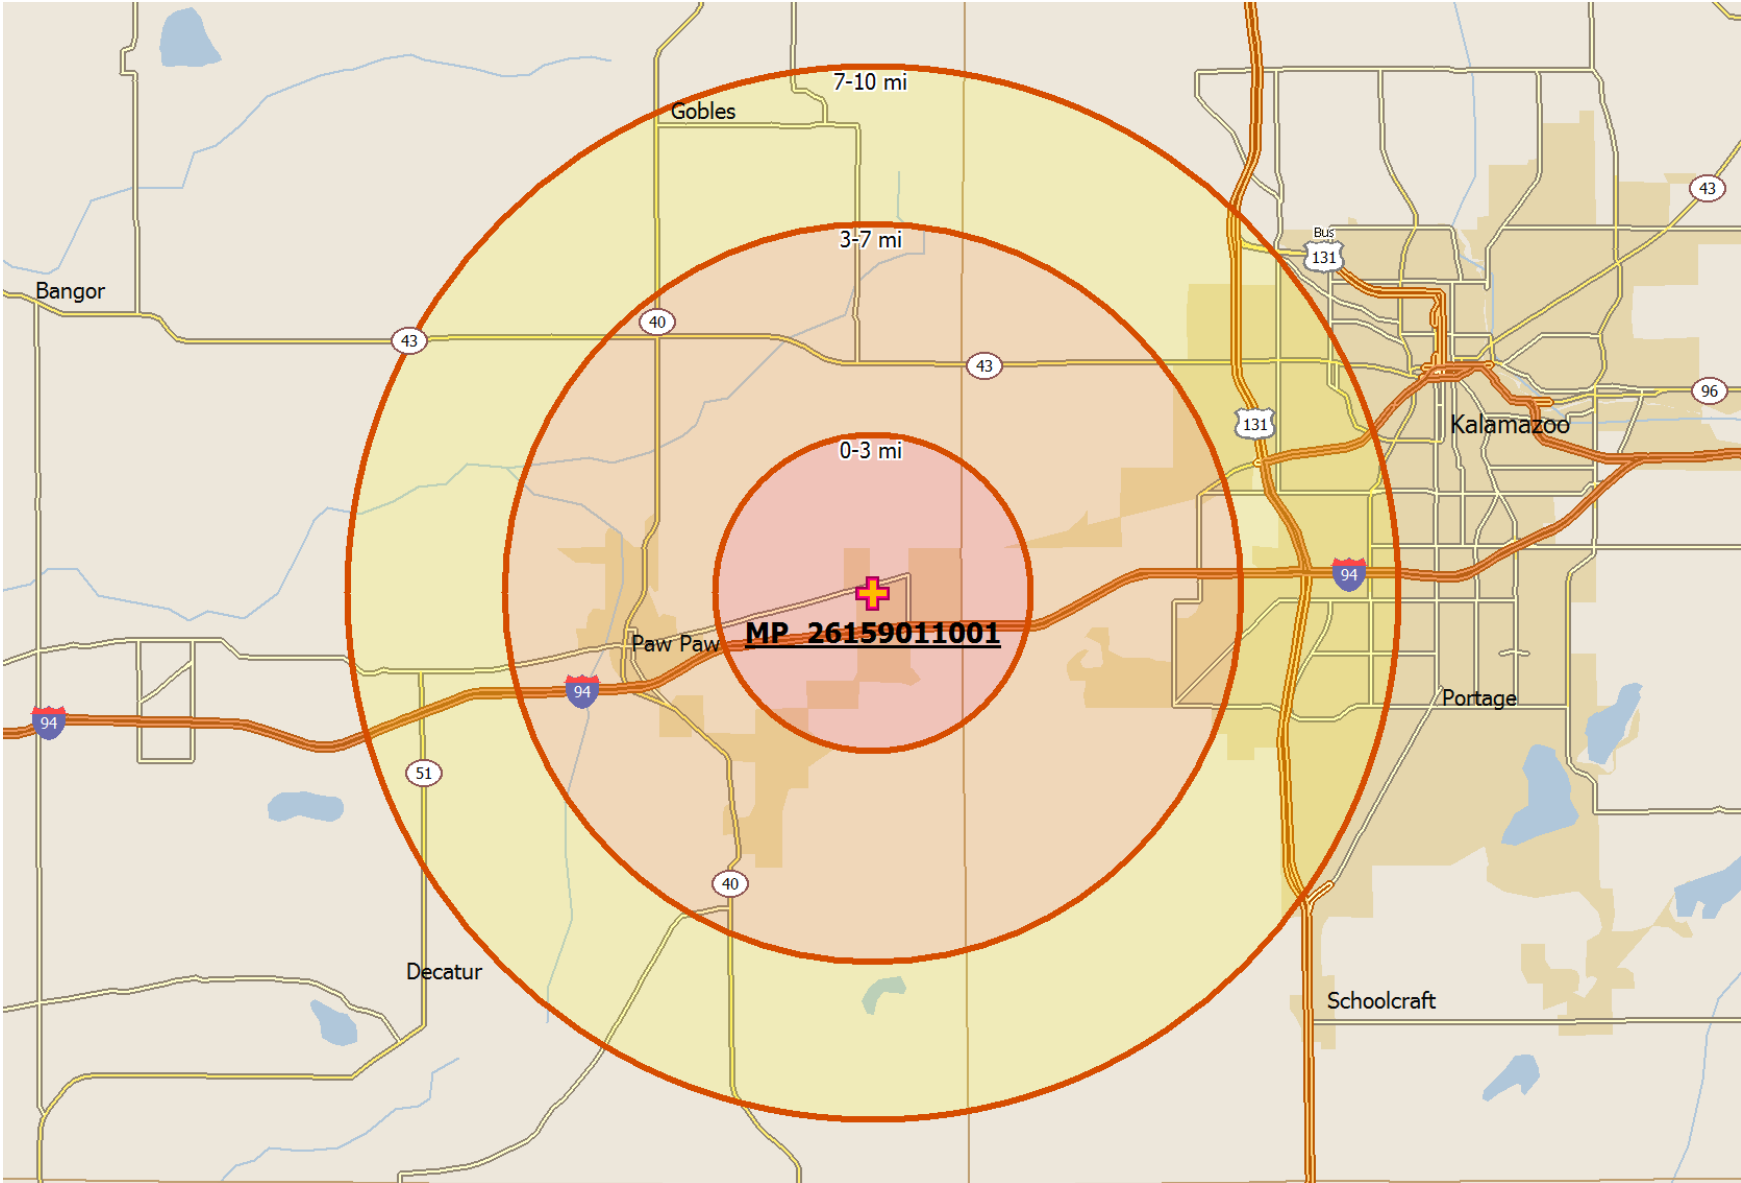 7-10 mi
Gobles
43
Bus
131
3-7 mi
Bangor
40
43
43
96
131
Kalamazoo
0-3 mi
94
MP_26159011001
Paw Paw
94
Portage
94
51
40
Decatur
Schoolcraft